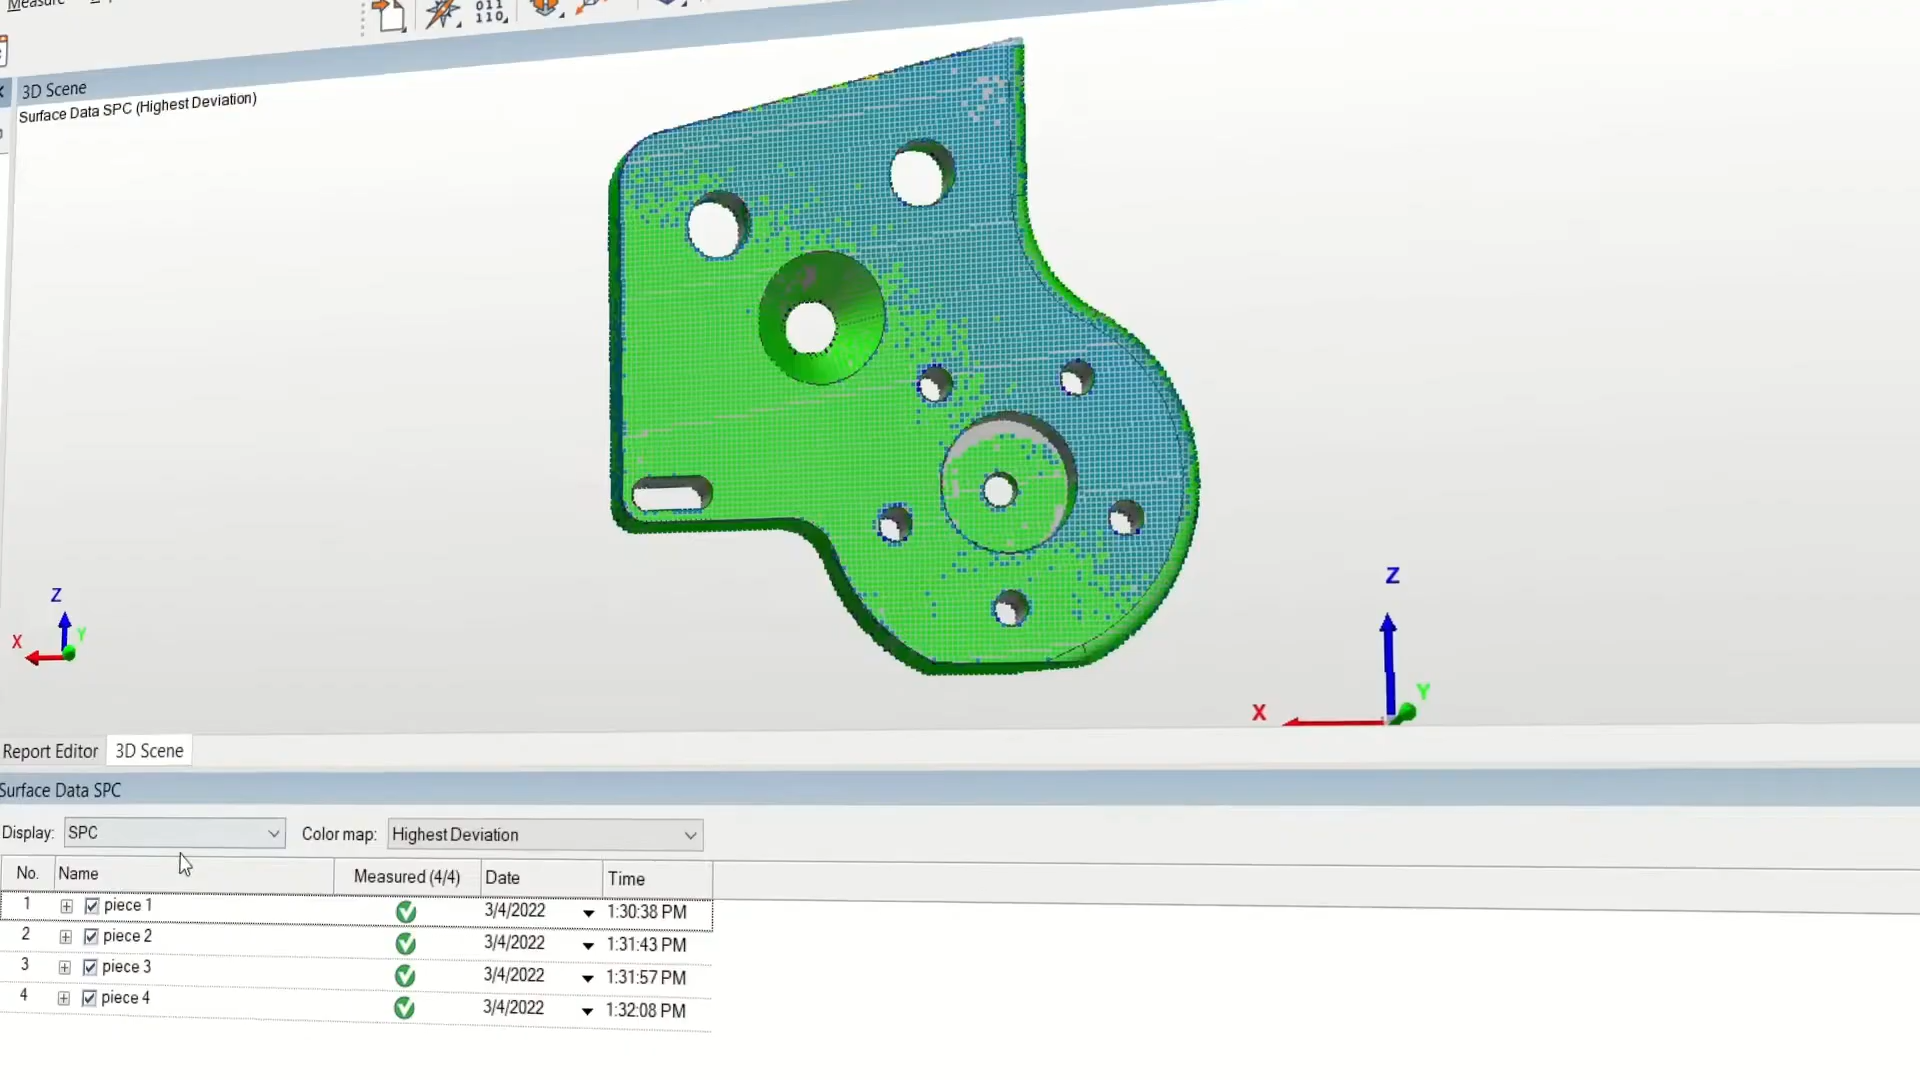 Measure
011
110
3D Scene
Surface Data SPC (Highest Deviation)
Z
X
Y
Z
X
Y
Report Editor
3D Scene
Surface Data SPC
Display:
SPC
Color map:
Highest Deviation
No.
Name
Measured (4/4)
Date
Time
1
piece 1
3/4/2022
1:30:38 PM
2
piece 2
3/4/2022
1:31:43 PM
3
piece 3
3/4/2022
1:31:57 PM
4
piece 4
3/4/2022
1:32:08 PM